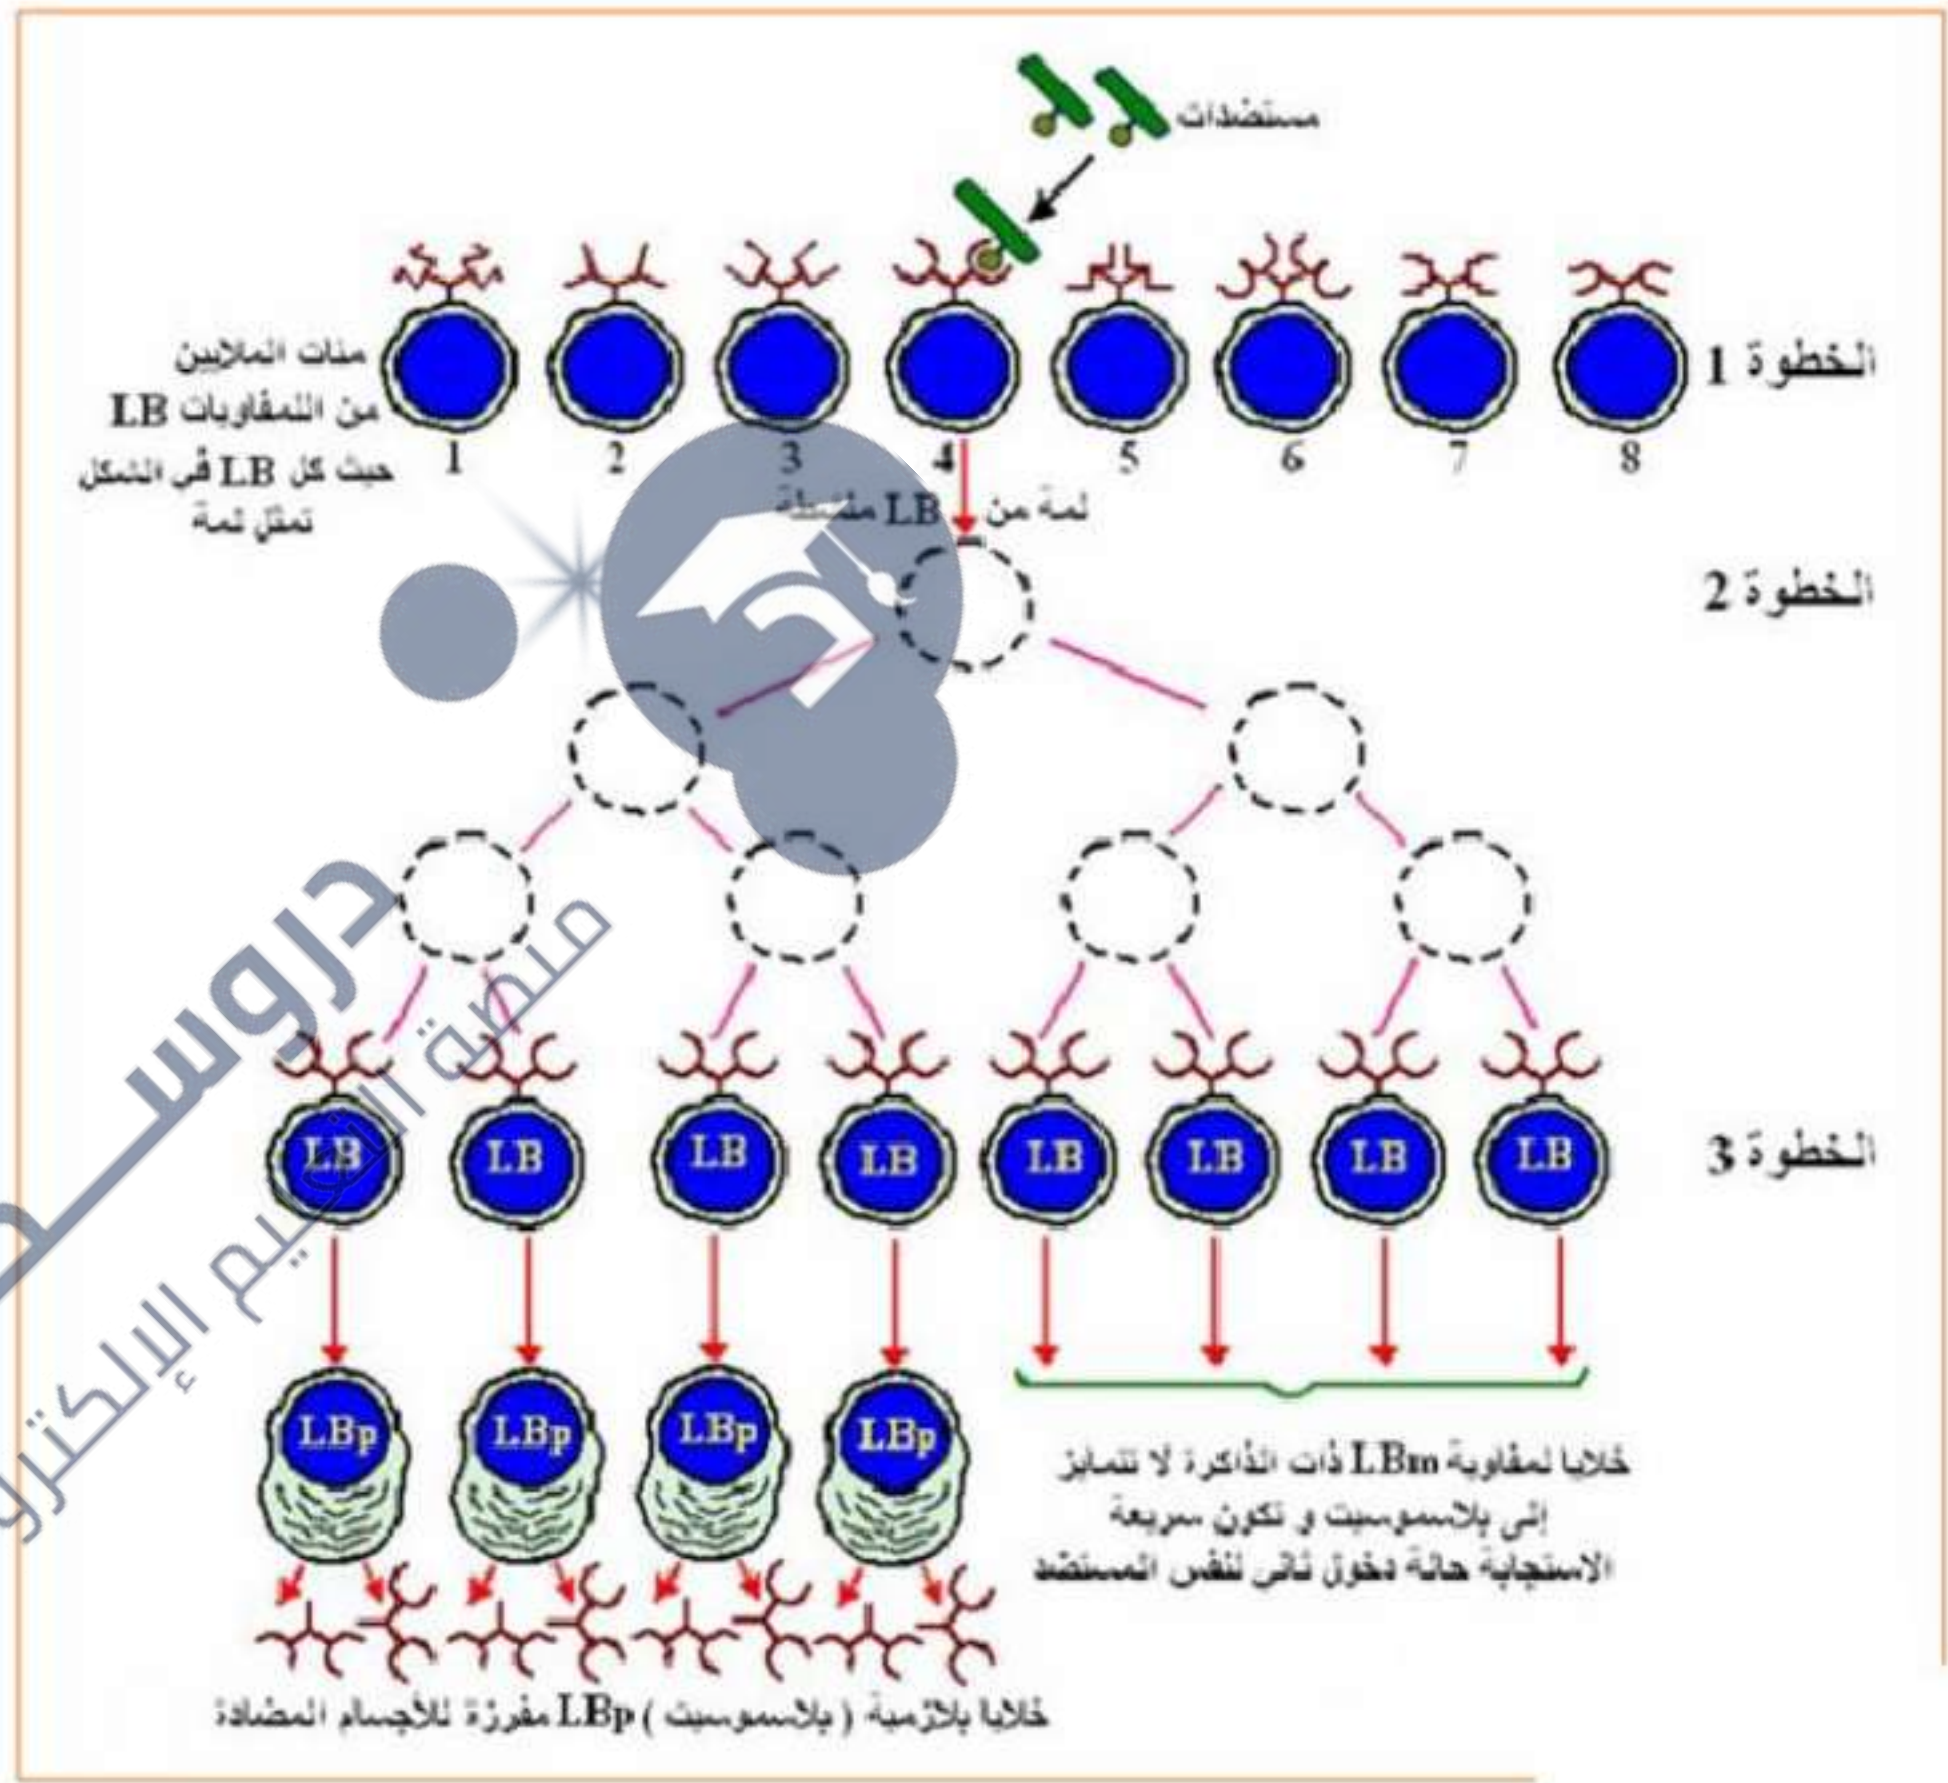 مستضدات
الخطوة 1
مئات الملايين
من اللمفاويات LB
حيث كل LB في الشكل
تمثل لمة
1 2 3 4 5 6 7 8
لمة من LB منشطة
الخطوة 2
الخطوة 3
LB LB LB LB LB LB LB LB
LBp LBp LBp LBp
خلايا لمفاوية LBm ذات الذاكرة لا تتمايز
إلى بلاسموسيت و تكون سريعة
الاستجابة حالة دخول ثاني لنفس المستضد
خلايا بلازمية ( بلاسموسيت ) LBp مفرزة للأجسام المضادة
منصة التعليم